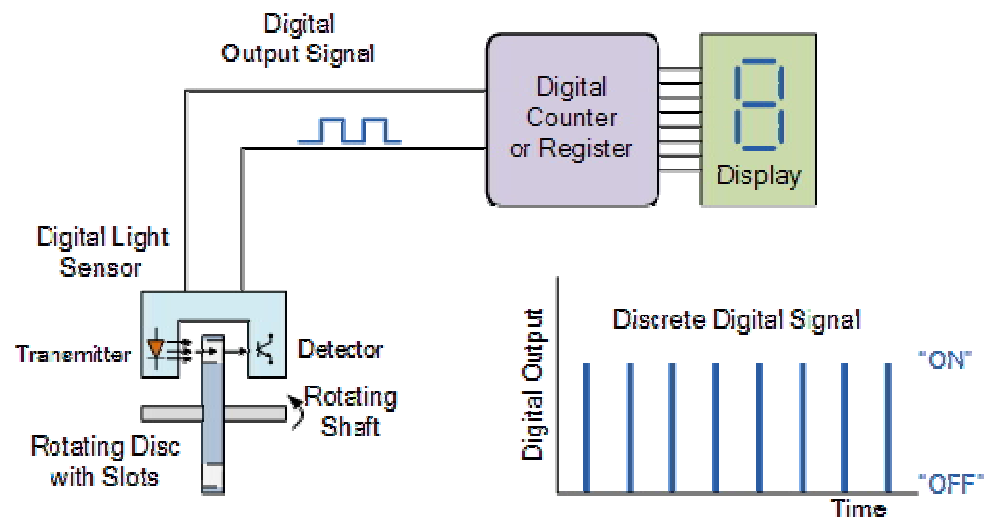 Digital
Output Signal
Digital
Counter
or Register
Display
Digital Light
Sensor
Transmitter
Detector
Rotating
Shaft
Rotating Disc
with Slots
Discrete Digital Signal
Digital Output
"ON"
"OFF"
Time